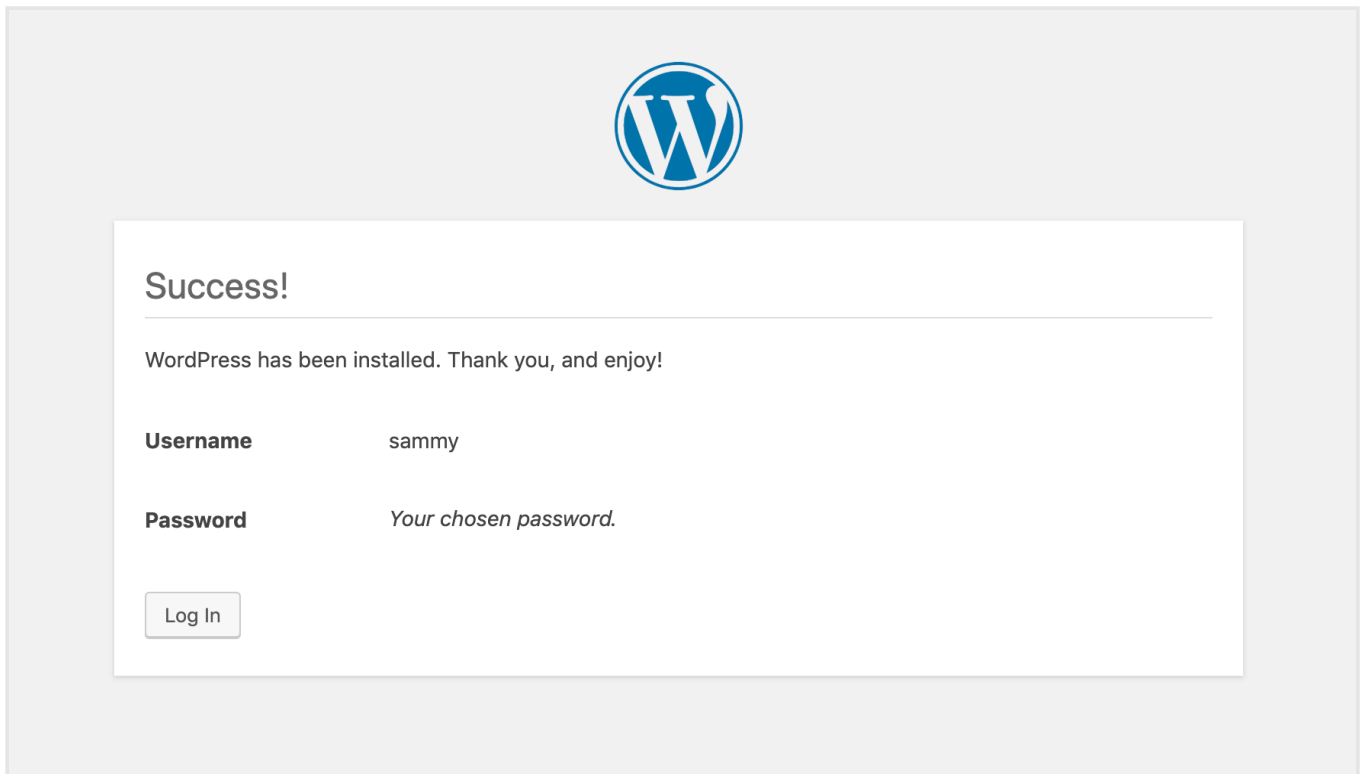 Success!
WordPress has been installed. Thank you, and enjoy!
Username sammy
Password Your chosen password.
Log In